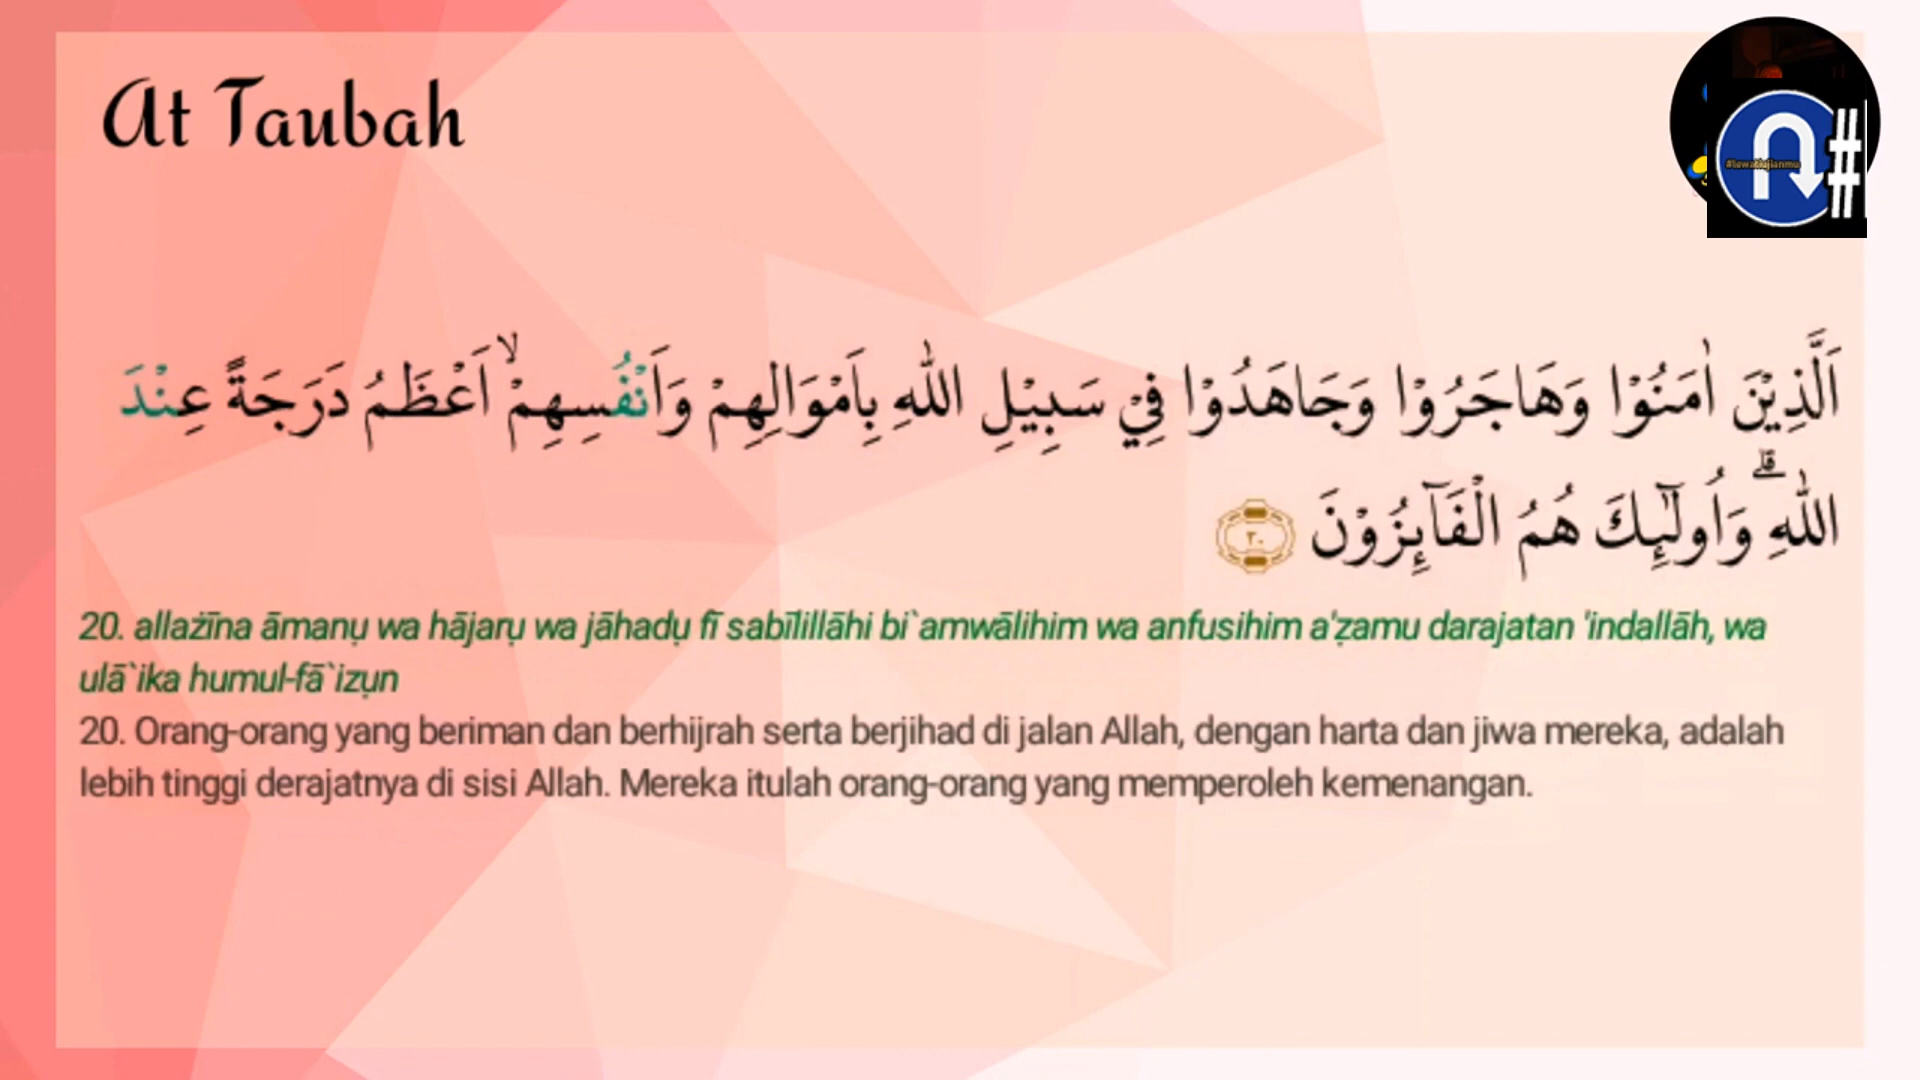 At Taubah
#lewatiujianmu
#
#
اَلَّذِيْنَ اٰمَنُوْا وَهَاجَرُوْا وَجَاهَدُوْا فِيْ سَبِيْلِ اللّٰهِ بِاَمْوَالِهِمْ وَاَنْفُسِهِمْۙ اَعْظَمُ دَرَجَةً عِنْدَ
اللّٰهِ ۗوَاُولٰۤىِٕكَ هُمُ الْفَاۤىِٕزُوْنَ ٢٠
20. allażīna āmanụ wa hājarụ wa jāhadụ fī sabīlillāhi bi`amwālihim wa anfusihim a'ẓamu darajatan 'indallāh, wa
ulā`ika humul-fā`izụn
20. Orang-orang yang beriman dan berhijrah serta berjihad di jalan Allah, dengan harta dan jiwa mereka, adalah
lebih tinggi derajatnya di sisi Allah. Mereka itulah orang-orang yang memperoleh kemenangan.